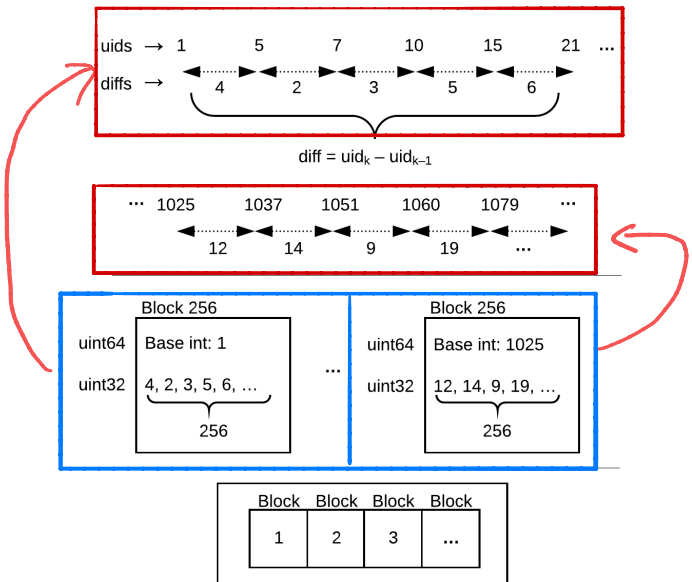 uids → 1 5 7 10 15 21 ...
diffs → 4 2 3 5 6
diff = uidk – uidk–1
... 1025 1037 1051 1060 1079 ...
12 14 9 19 ...
Block 256 Block 256
uint64 Base int: 1 ... uint64 Base int: 1025
uint32 4, 2, 3, 5, 6, ... uint32 12, 14, 9, 19, ...
256 256
Block Block Block Block
1 2 3 ...